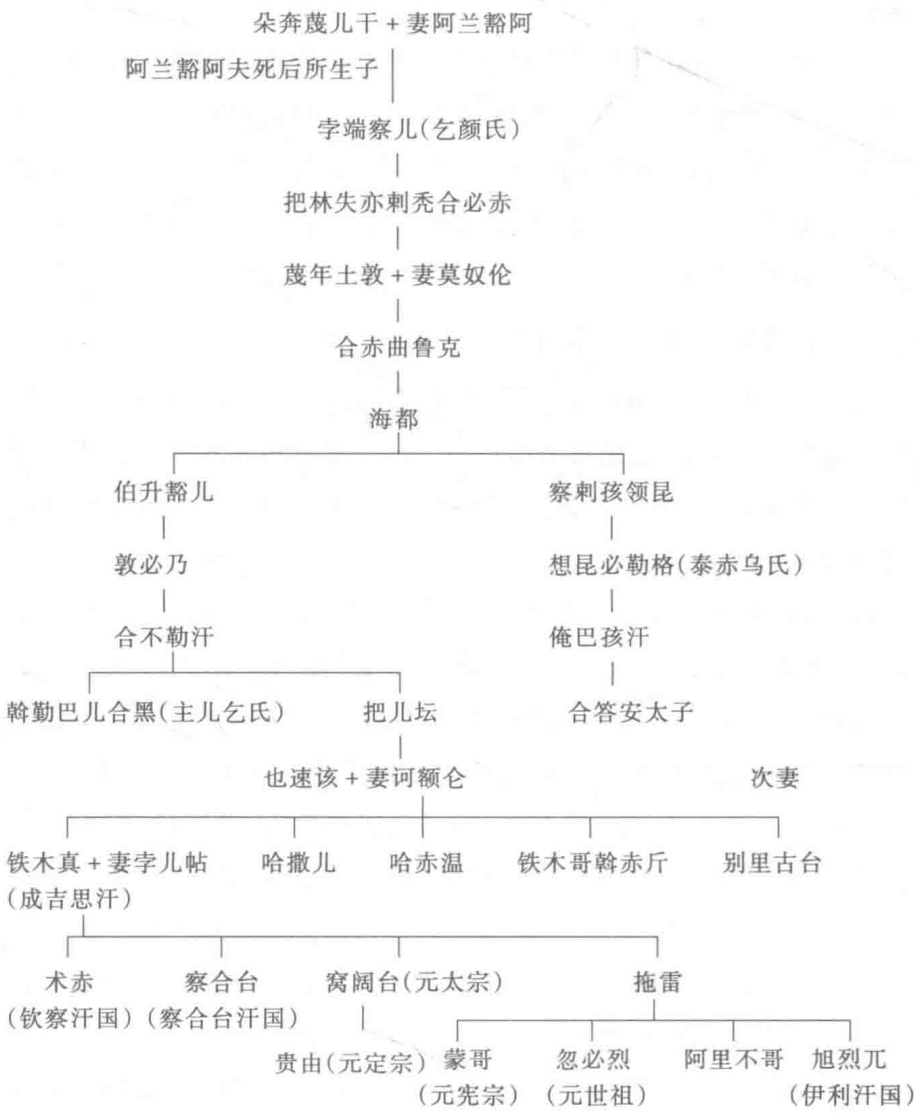 朵奔蔑儿干+妻阿兰豁阿
阿兰豁阿夫死后所生子
孛端察儿(乞颜氏)
把林失亦剌秃合必赤
蔑年土敦+妻莫奴伦
合赤曲鲁克
海都
伯升豁儿 察剌孩领昆
敦必乃 想昆必勒格(泰赤乌氏)
合不勒汗 俺巴孩汗
斡勤巴儿合黑(主儿乞氏) 把儿坛 合答安太子
也速该+妻诃额仑 次妻
铁木真+妻孛儿帖 哈撒儿 哈赤温 铁木哥斡赤斤 别里古台
(成吉思汗)
术赤 察合台 窝阔台(元太宗) 拖雷
(钦察汗国) (察合台汗国)
贵由(元定宗) 蒙哥 忽必烈 阿里不哥 旭烈兀
(元宪宗) (元世祖) (伊利汗国)